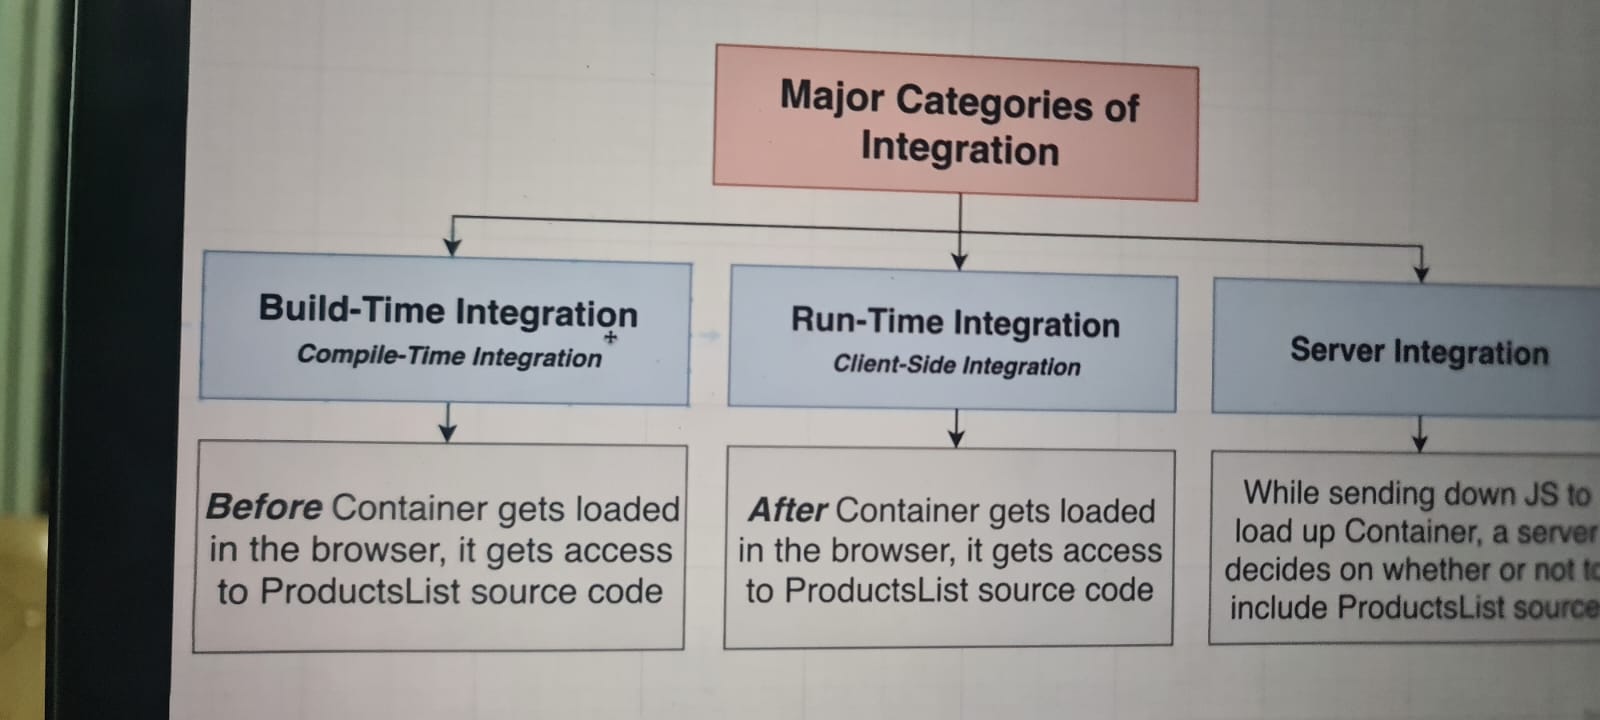 Major Categories of
Integration
Build-Time Integration
Compile-Time Integration
Run-Time Integration
Client-Side Integration
Server Integration
Before Container gets loaded
in the browser, it gets access
to ProductsList source code
After Container gets loaded
in the browser, it gets access
to ProductsList source code
While sending down JS to
load up Container, a server
decides on whether or not to
include ProductsList source